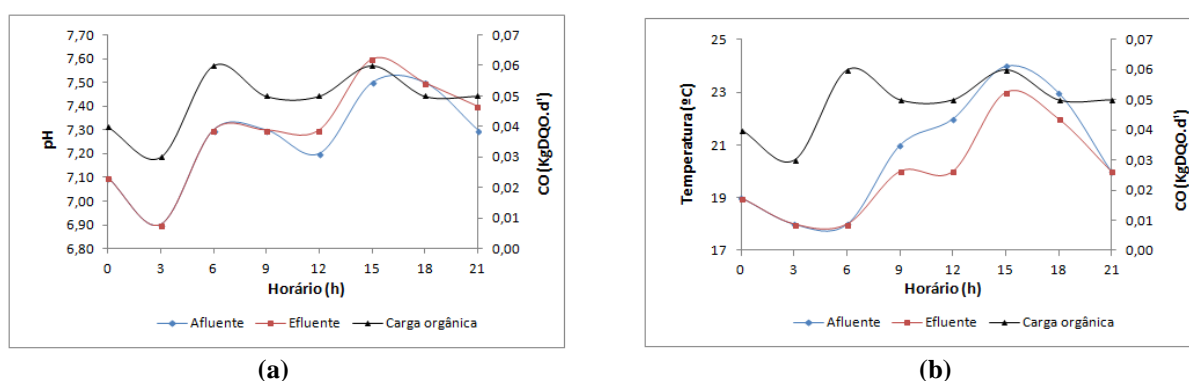 7,70
7,60
7,50
7,40
7,30
7,20
7,10
7,00
6,90
6,80
pH
0,07
0,06
0,05
0,04
0,03
0,02
0,01
0,00
CO (KgDQO.d')
0 3 6 9 12 15 18 21
Horário (h)
Afluente Efluente Carga orgânica
(a)
25
23
21
19
17
Temperatura (ºC)
0,07
0,06
0,05
0,04
0,03
0,02
0,01
0,00
CO (KgDQO.d')
0 3 6 9 12 15 18 21
Horário (h)
Afluente Efluente Carga orgânica
(b)